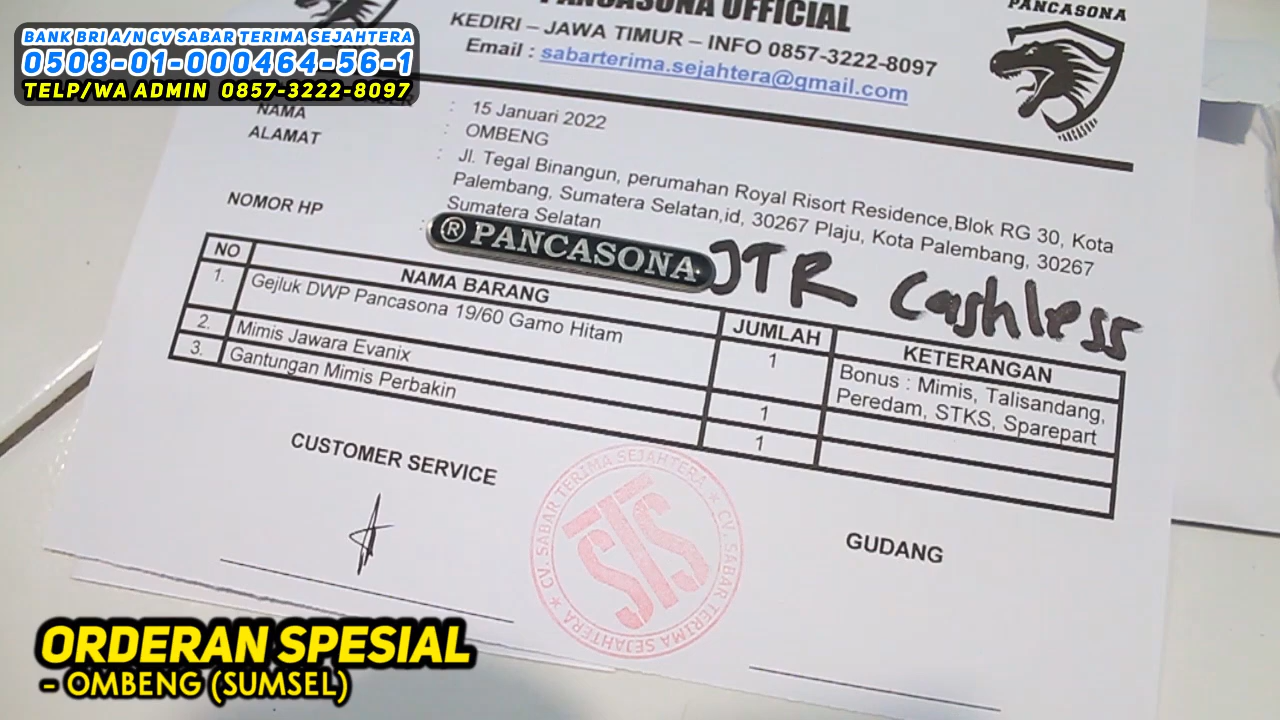 BANK BRI A/N CV SABAR TERIMA SEJAHTERA
0508-01-000464-56-1
TELP/WA ADMIN 0857-3222-8097
PANCASONA OFFICIAL
KEDIRI – JAWA TIMUR – INFO 0857-3222-8097
Email : sabarterima.sejahtera@gmail.com
PANCASONA
PANCASONA
: 15 Januari 2022
NAMA : OMBENG
ALAMAT : Jl. Tegal Binangun, perumahan Royal Risort Residence,Blok RG 30, Kota
Palembang, Sumatera Selatan,id, 30267 Plaju, Kota Palembang, 30267
Sumatera Selatan
NOMOR HP :
® PANCASONA
JTR Cashless
NO NAMA BARANG JUMLAH KETERANGAN
1. Gejluk DWP Pancasona 19/60 Gamo Hitam 1 Bonus : Mimis, Talisandang,
Peredam, STKS, Sparepart
2. Mimis Jawara Evanix 1
3. Gantungan Mimis Perbakin 1
CUSTOMER SERVICE
GUDANG
CV. SABAR TERIMA SEJAHTERA * CV. SABAR TERIMA SEJAHTERA *
STS
ORDERAN SPESIAL
- OMBENG (SUMSEL)